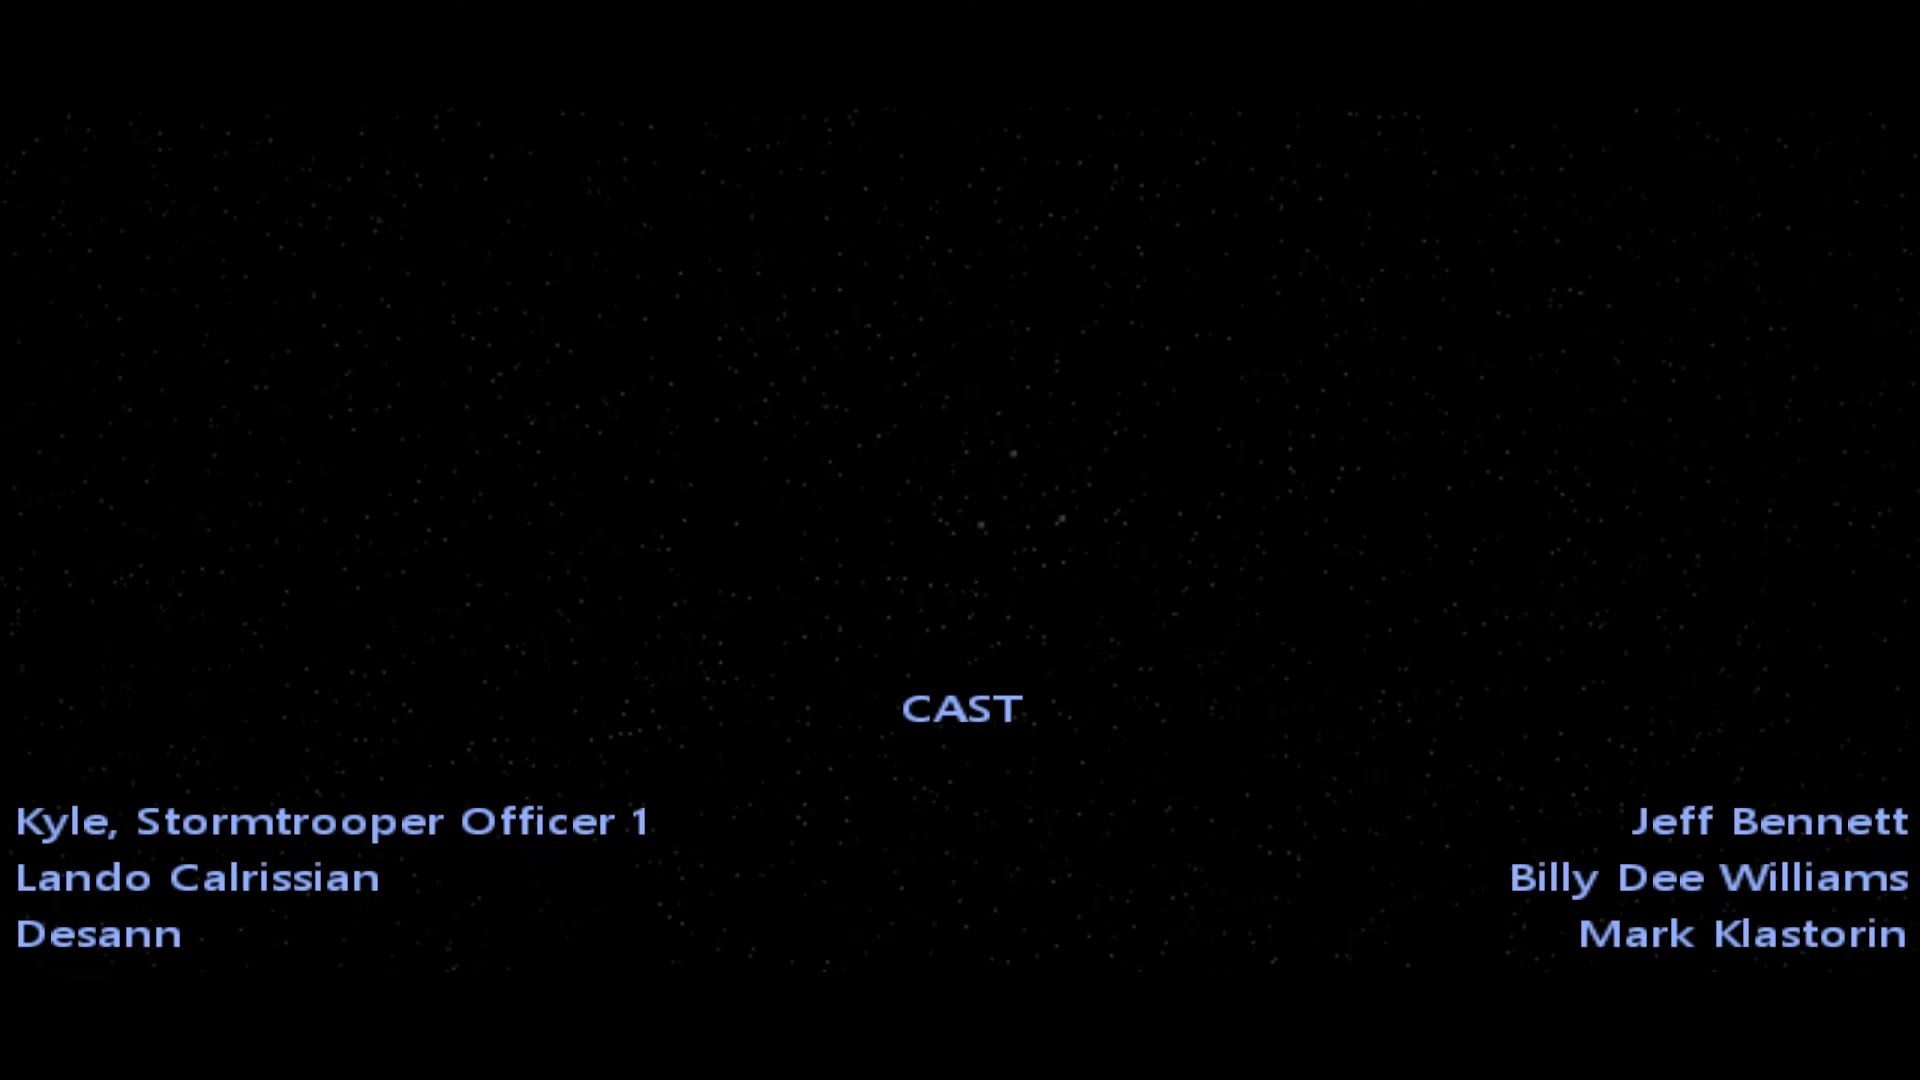 CAST
Kyle, Stormtrooper Officer 1 Jeff Bennett
Lando Calrissian Billy Dee Williams
Desann Mark Klastorin